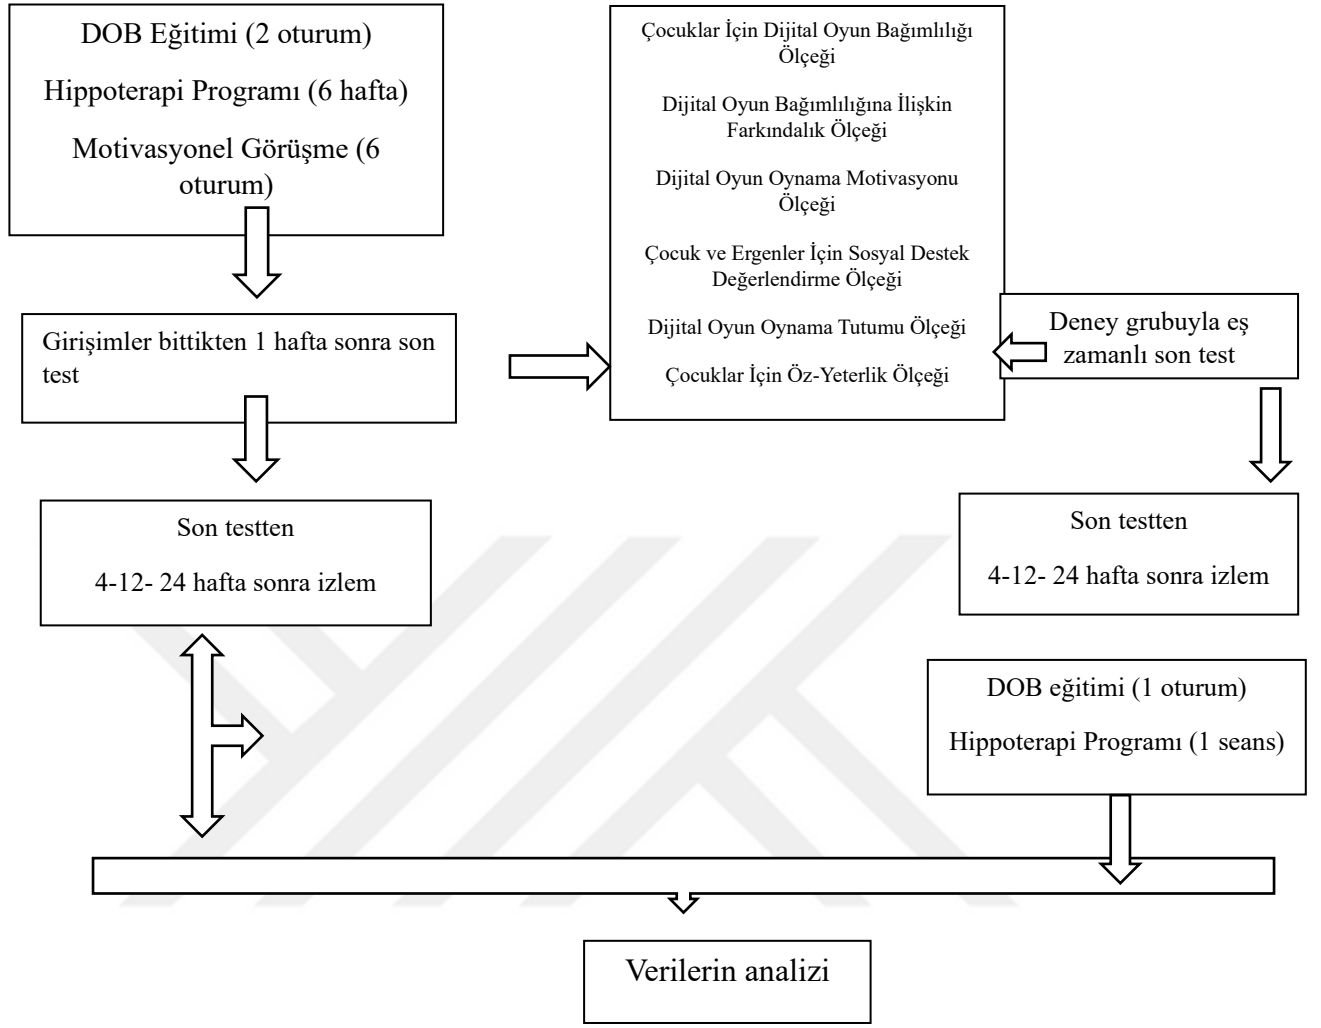 DOB Eğitimi (2 oturum)
Hippoterapi Programı (6 hafta)
Motivasyonel Görüşme (6
oturum)
Çocuklar İçin Dijital Oyun Bağımlılığı
Ölçeği
Dijital Oyun Bağımlılığına İlişkin
Farkındalık Ölçeği
Dijital Oyun Oynama Motivasyonu
Ölçeği
Çocuk ve Ergenler İçin Sosyal Destek
Değerlendirme Ölçeği
Dijital Oyun Oynama Tutumu Ölçeği
Çocuklar İçin Öz-Yeterlik Ölçeği
Girişimler bittikten 1 hafta sonra son
test
Deney grubuyla eş
zamanlı son test
Son testten
4-12- 24 hafta sonra izlem
Son testten
4-12- 24 hafta sonra izlem
DOB eğitimi (1 oturum)
Hippoterapi Programı (1 seans)
Verilerin analizi